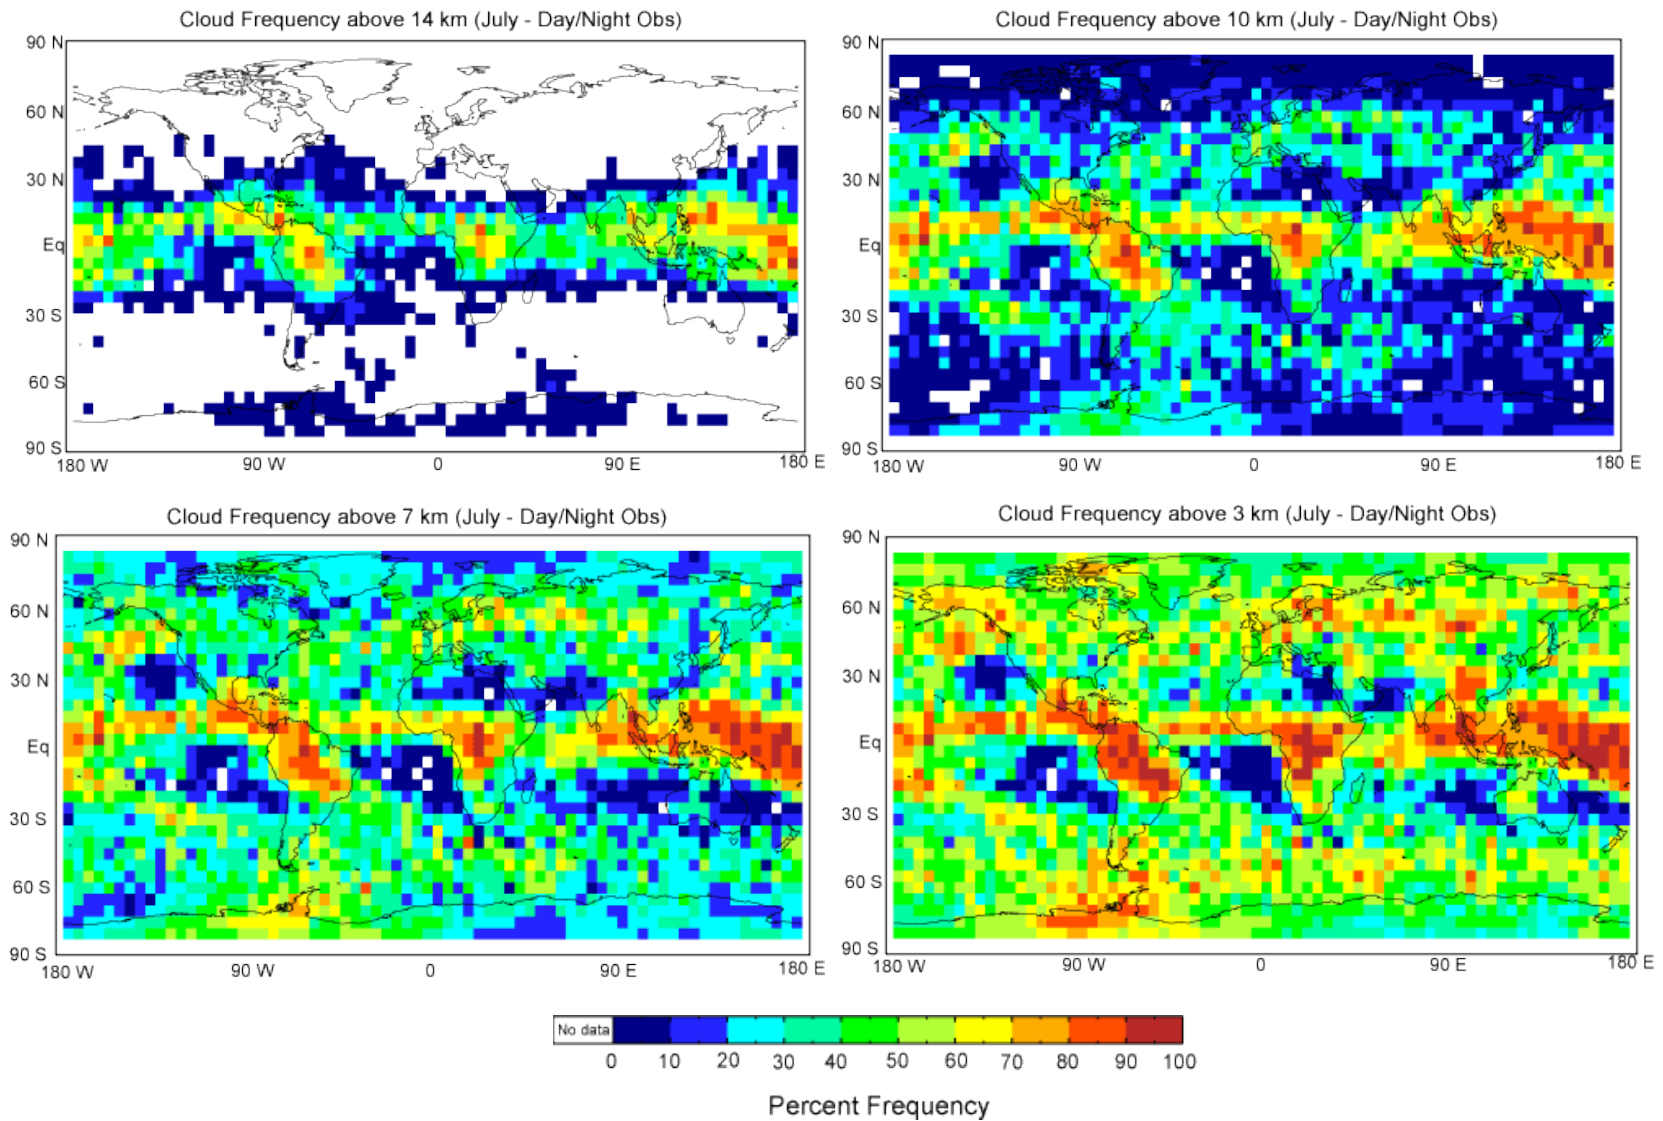 Cloud Frequency above 14 km (July - Day/Night Obs)
90 N
60 N
30 N
Eq
30 S
60 S
90 S
180 W
90 W
0
90 E
180 E
Cloud Frequency above 10 km (July - Day/Night Obs)
90 N
60 N
30 N
Eq
30 S
60 S
90 S
180 W
90 W
0
90 E
180 E
Cloud Frequency above 7 km (July - Day/Night Obs)
90 N
60 N
30 N
Eq
30 S
60 S
90 S
180 W
90 W
0
90 E
180 E
Cloud Frequency above 3 km (July - Day/Night Obs)
90 N
60 N
30 N
Eq
30 S
60 S
90 S
180 W
90 W
0
90 E
180 E
No data
0 10 20 30 40 50 60 70 80 90 100
Percent Frequency